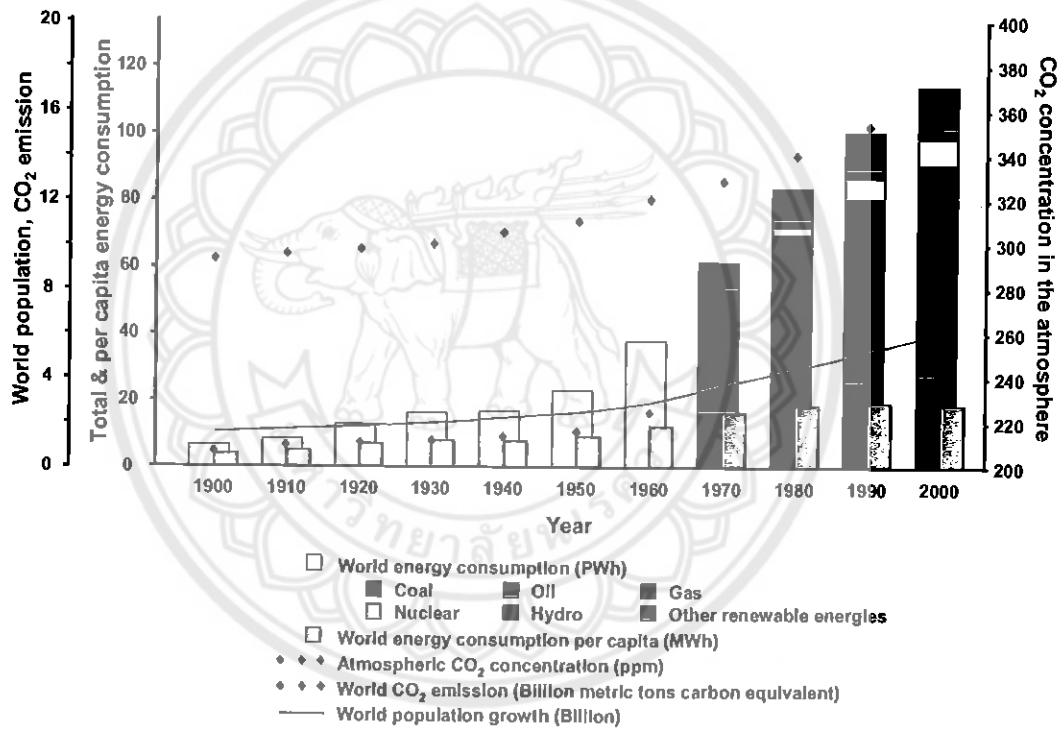 World population, CO₂ emission
20
16
12
8
4
0
Total & per capita energy consumption
120
100
80
60
40
20
0
CO₂ concentration in the atmosphere
400
380
360
340
320
300
280
260
240
220
200
1900 1910 1920 1930 1940 1950 1960 1970 1980 1990 2000
Year
World energy consumption (PWh)
Coal Oil Gas
Nuclear Hydro Other renewable energies
World energy consumption per capita (MWh)
Atmospheric CO₂ concentration (ppm)
World CO₂ emission (Billion metric tons carbon equivalent)
World population growth (Billion)